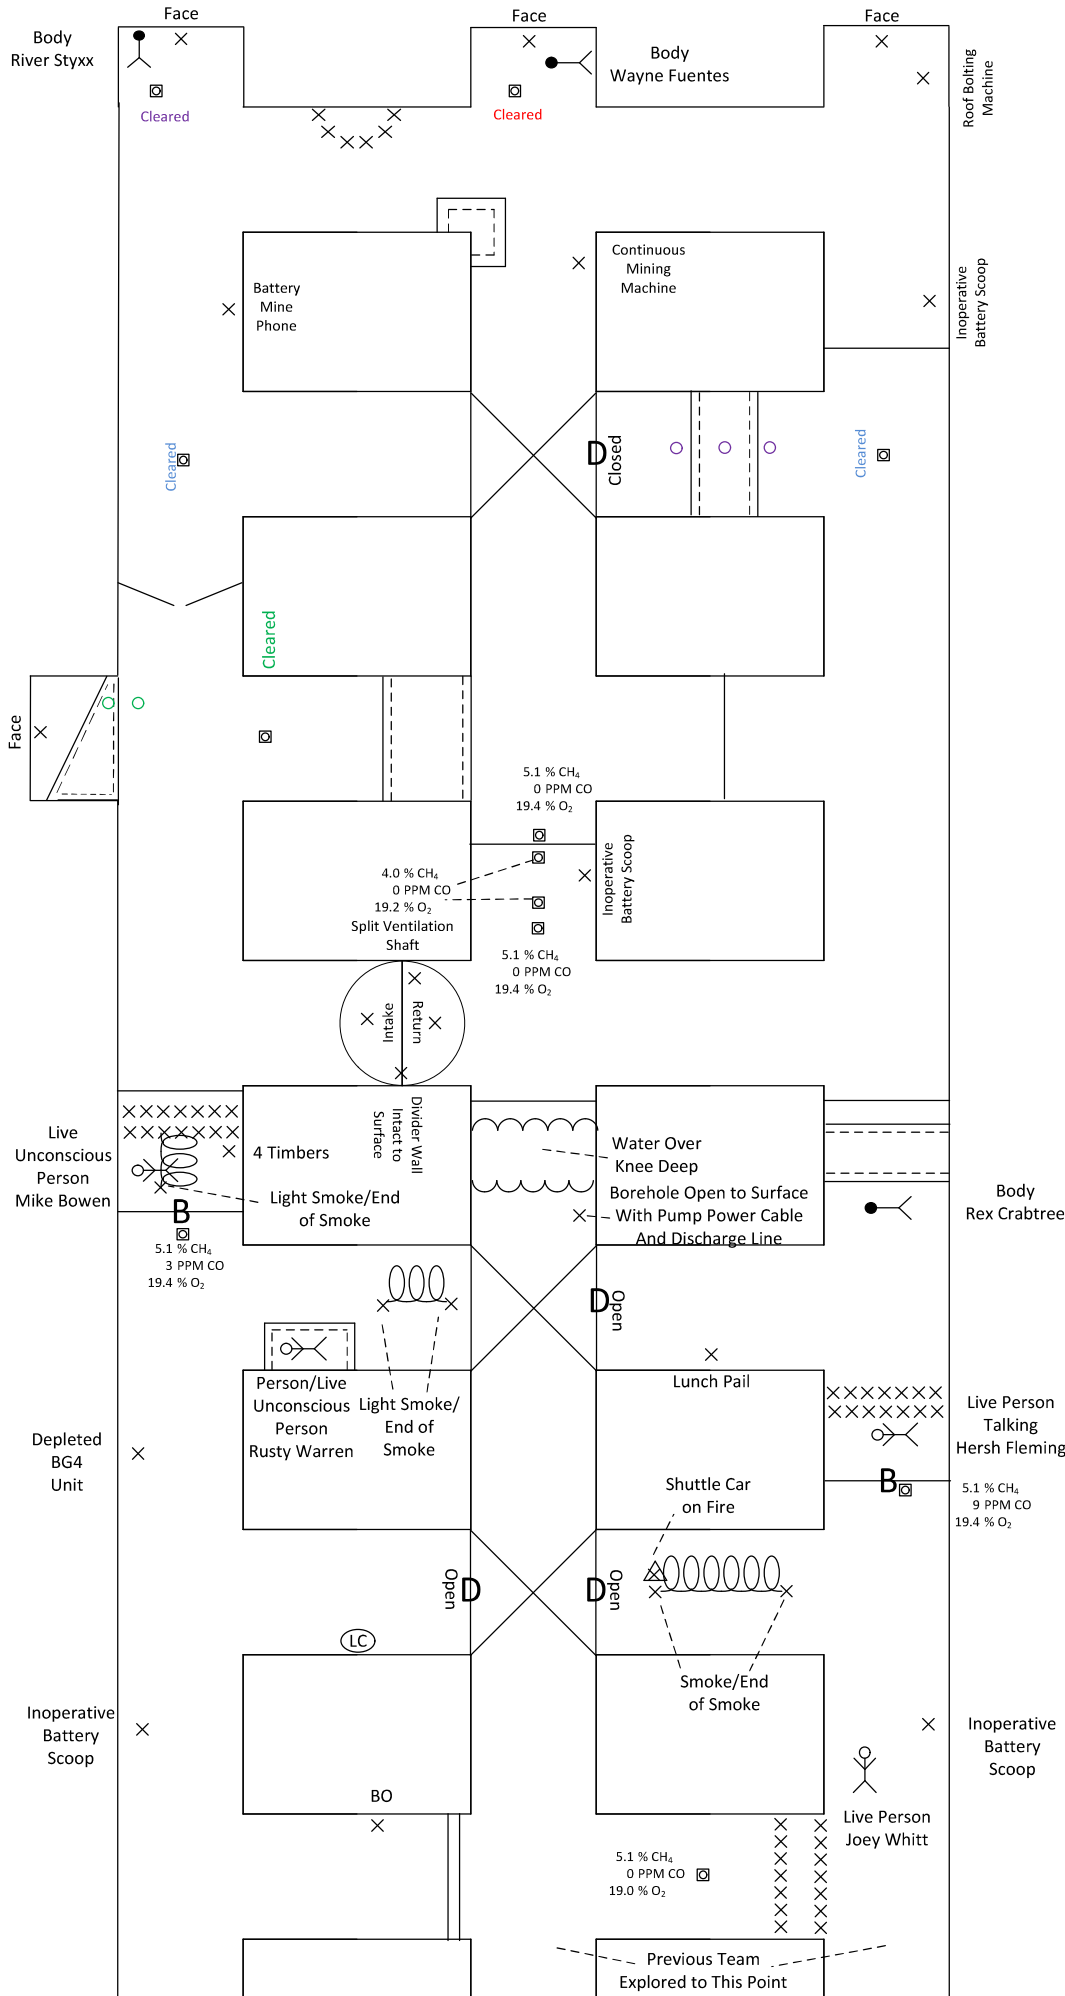 Face
Face
Face
Body
River Styxx
Body
Wayne Fuentes
Roof Bolting
Machine
Cleared
Cleared
Battery
Mine
Phone
Continuous
Mining
Machine
Inoperative
Battery Scoop
Cleared
D
Closed
Cleared
Cleared
Face
5.1 % CH₄
0 PPM CO
19.4 % O₂
4.0 % CH₄
0 PPM CO
19.2 % O₂
Split Ventilation
Shaft
Inoperative
Battery Scoop
5.1 % CH₄
0 PPM CO
19.4 % O₂
Intake
Return
Divider Wall
Intact to
Surface
Live
Unconscious
Person
Mike Bowen
4 Timbers
Light Smoke/End
of Smoke
B
5.1 % CH₄
3 PPM CO
19.4 % O₂
Water Over
Knee Deep
Borehole Open to Surface
With Pump Power Cable
And Discharge Line
Body
Rex Crabtree
D
Open
Person/Live
Unconscious
Person
Rusty Warren
Light Smoke/
End of
Smoke
Lunch Pail
Live Person
Talking
Hersh Fleming
Depleted
BG4
Unit
B
5.1 % CH₄
9 PPM CO
19.4 % O₂
Shuttle Car
on Fire
Open
D
D
Open
LC
Smoke/End
of Smoke
Inoperative
Battery
Scoop
Inoperative
Battery
Scoop
BO
Live Person
Joey Whitt
5.1 % CH₄
0 PPM CO
19.0 % O₂
Previous Team
Explored to This Point